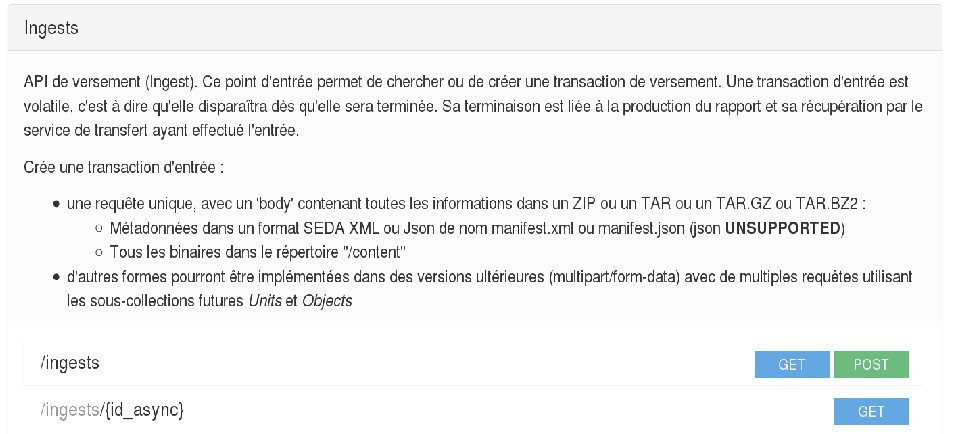 Ingests
API de versement (Ingest). Ce point d'entrée permet de chercher ou de créer une transaction de versement. Une transaction d'entrée est
volatile, c'est à dire qu'elle disparaîtra dès qu'elle sera terminée. Sa terminaison est liée à la production du rapport et sa récupération par le
service de transfert ayant effectué l'entrée.
Crée une transaction d'entrée :
● une requête unique, avec un 'body' contenant toutes les informations dans un ZIP ou un TAR ou un TAR.GZ ou TAR.BZ2 :
○ Métadonnées dans un format SEDA XML ou Json de nom manifest.xml ou manifest.json (json UNSUPPORTED)
○ Tous les binaires dans le répertoire "/content"
● d'autres formes pourront être implémentées dans des versions ultérieures (multipart/form-data) avec de multiples requêtes utilisant
les sous-collections futures Units et Objects
/ingests GET POST
/ingests/{id_async} GET